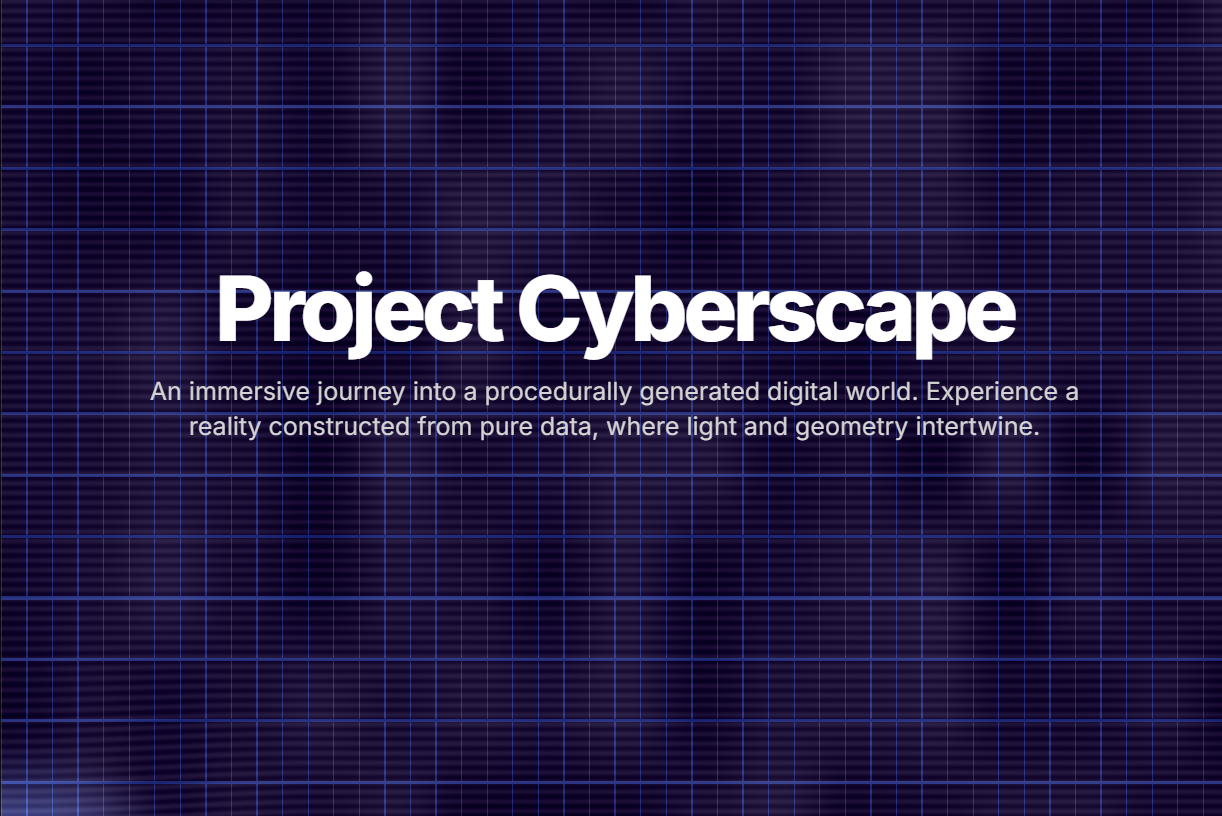 Project Cyberscape
An immersive journey into a procedurally generated digital world. Experience a
reality constructed from pure data, where light and geometry intertwine.